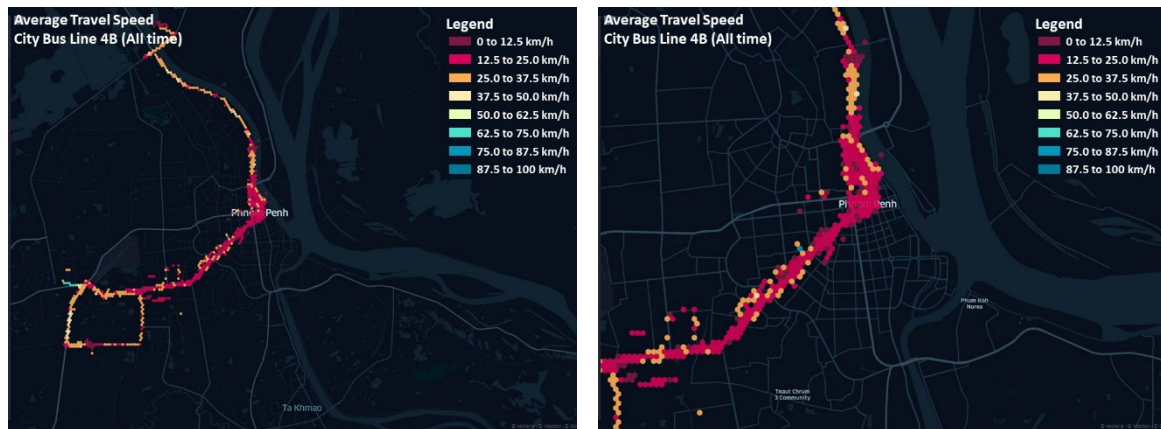 Average Travel Speed
City Bus Line 4B (All time)
Legend
0 to 12.5 km/h
12.5 to 25.0 km/h
25.0 to 37.5 km/h
37.5 to 50.0 km/h
50.0 to 62.5 km/h
62.5 to 75.0 km/h
75.0 to 87.5 km/h
87.5 to 100 km/h
Phnom Penh
Ta Khmao
Average Travel Speed
City Bus Line 4B (All time)
Legend
0 to 12.5 km/h
12.5 to 25.0 km/h
25.0 to 37.5 km/h
37.5 to 50.0 km/h
50.0 to 62.5 km/h
62.5 to 75.0 km/h
75.0 to 87.5 km/h
87.5 to 100 km/h
Phnom Penh
Phum Koh
Norea
Tnaut Chrum
3 Community